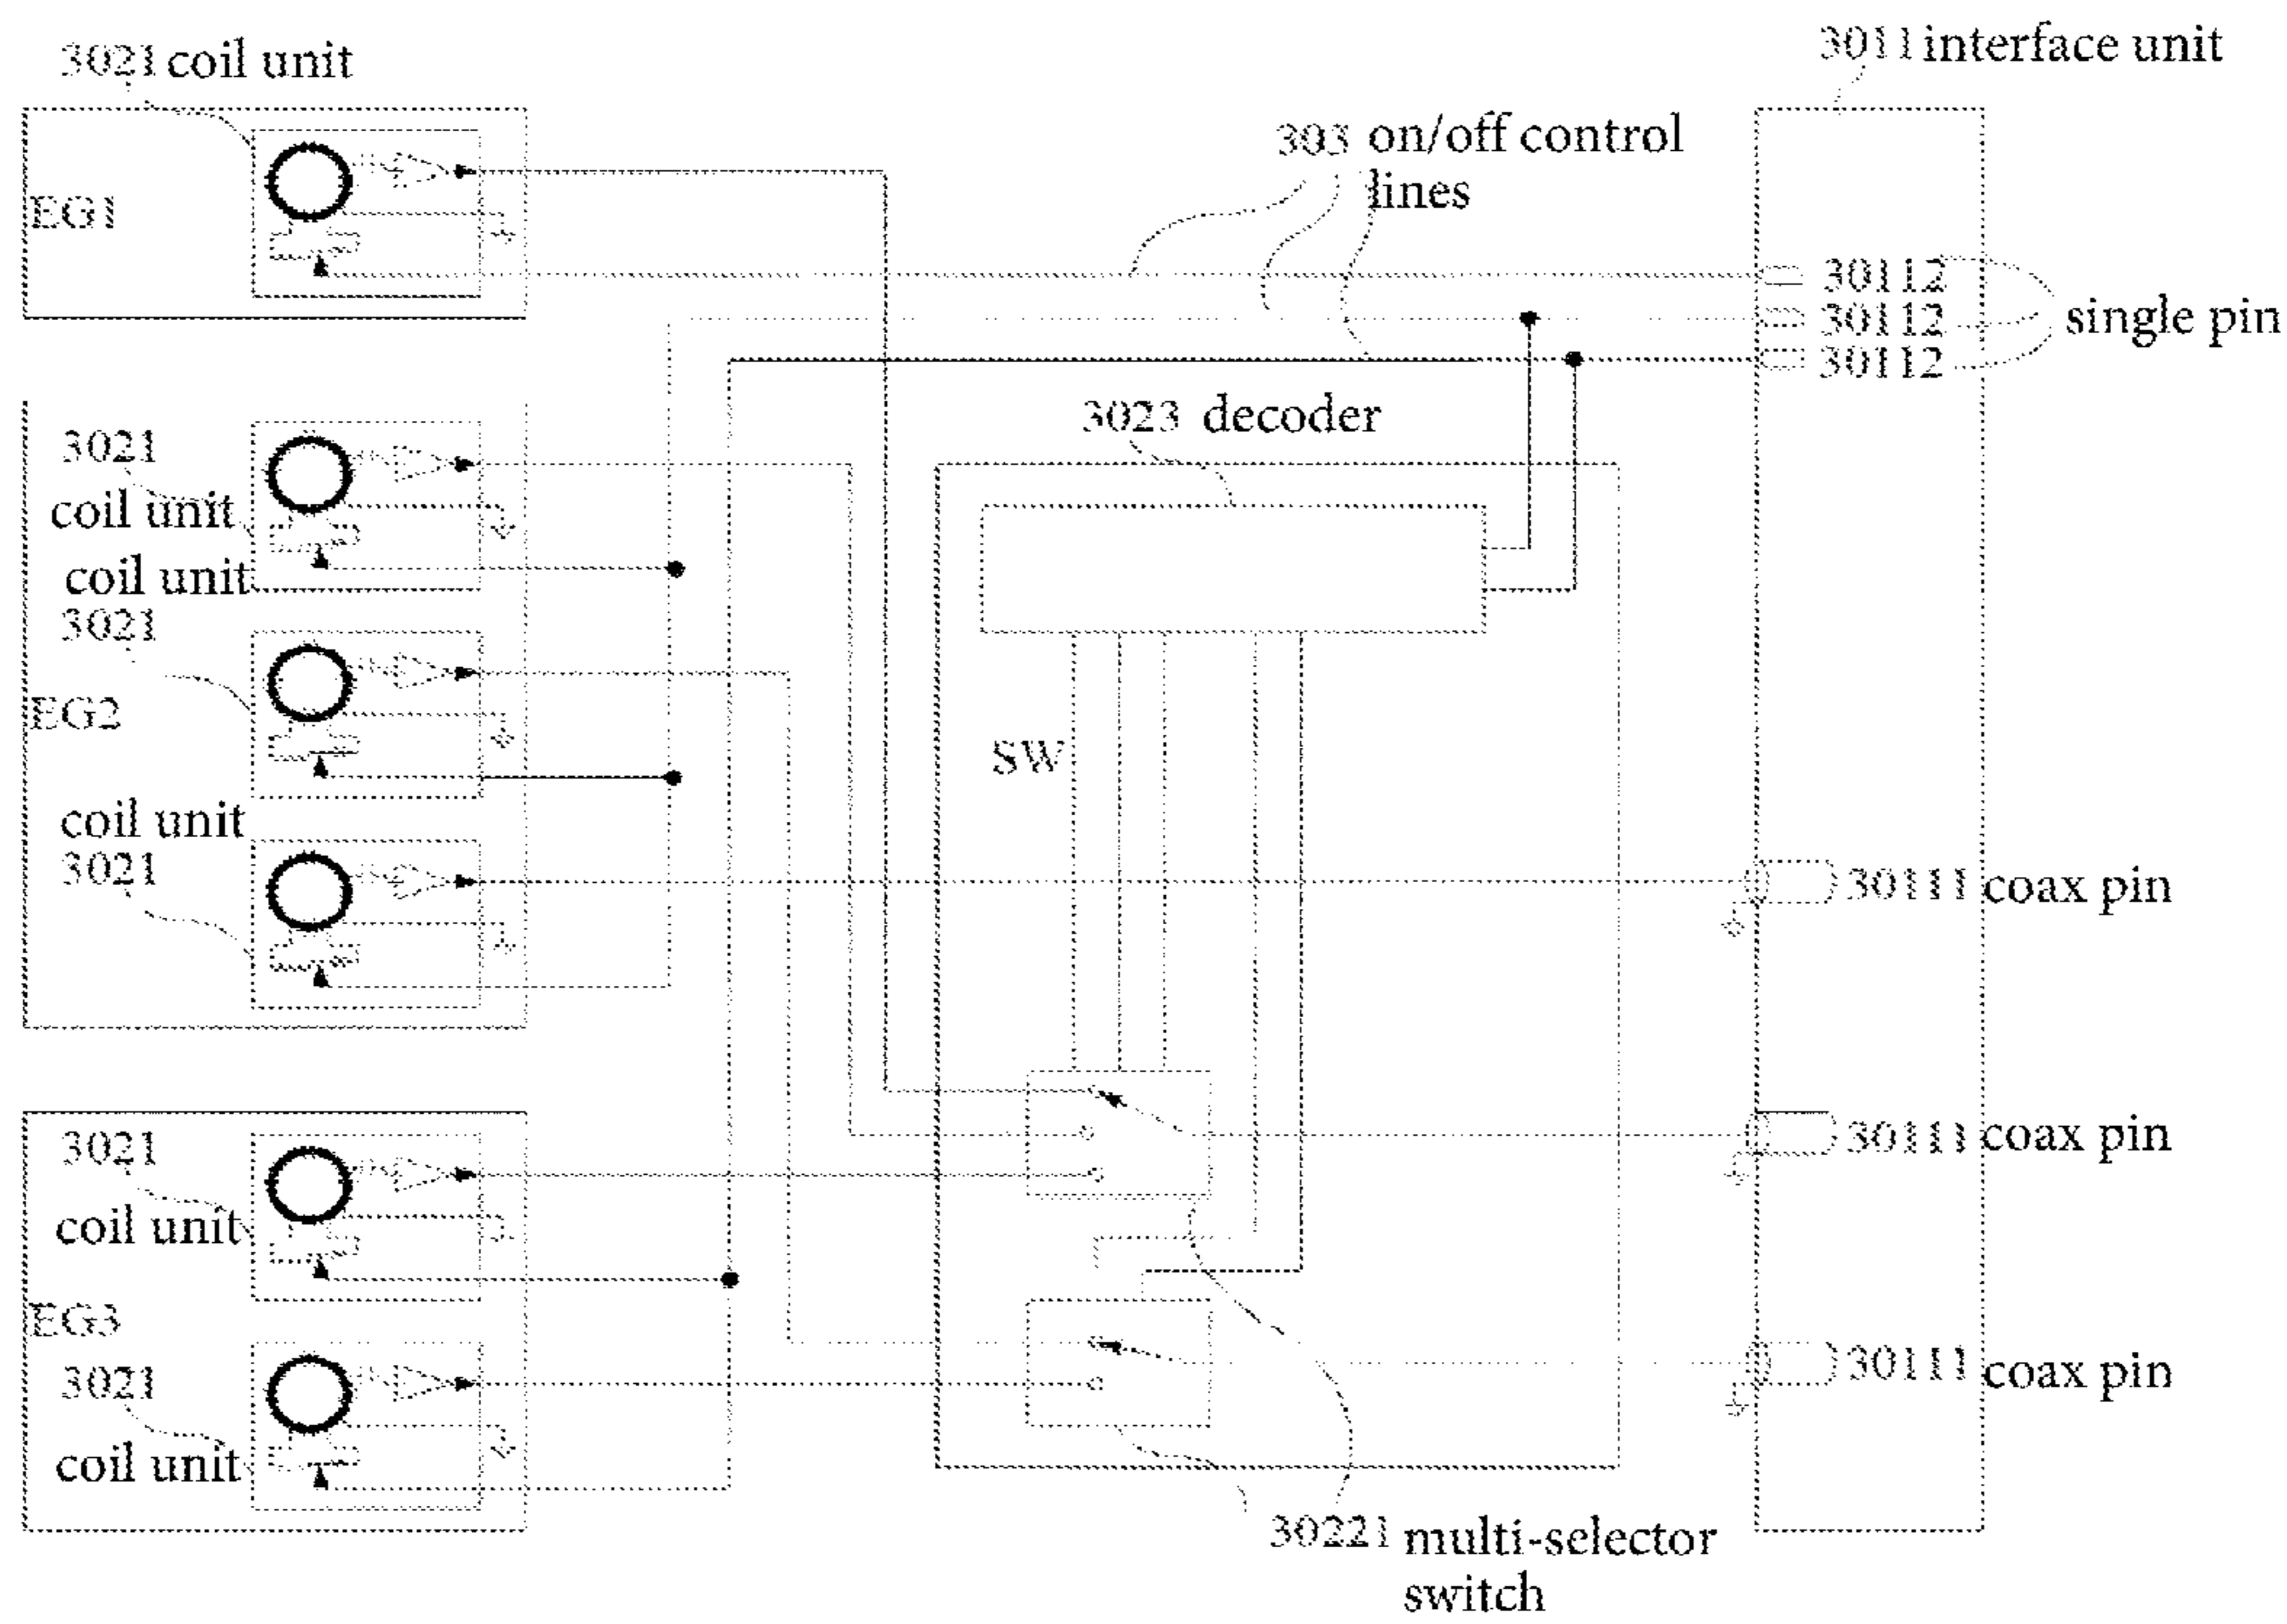 3021 coil unit
3011 interface unit
303 on/off control
lines
EG1
30112
30112
single pin
30112
3023 decoder
3021
coil unit
coil unit
3021
EG2
SW
coil unit
3021
30111 coax pin
3021
30111 coax pin
coil unit
EG3
3021
30111 coax pin
coil unit
30221 multi-selector
switch